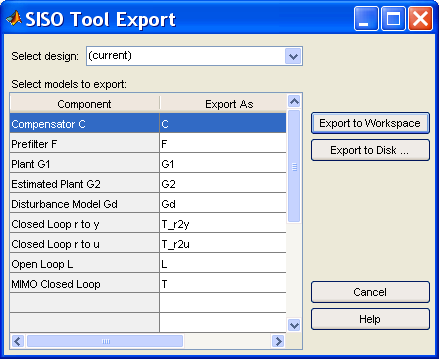 SISO Tool Export
Select design: (current)
Select models to export:
Component Export As
Compensator C C
Prefilter F F
Plant G1 G1
Estimated Plant G2 G2
Disturbance Model Gd Gd
Closed Loop r to y T_r2y
Closed Loop r to u T_r2u
Open Loop L L
MIMO Closed Loop T
Export to Workspace
Export to Disk ...
Cancel
Help